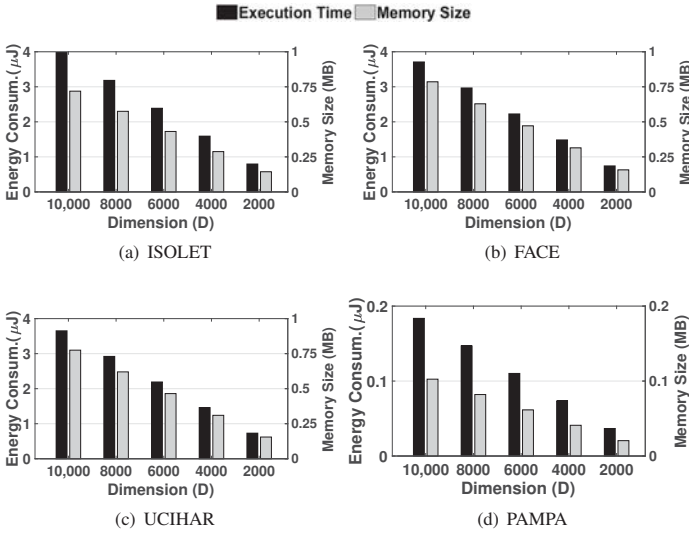 Execution Time Memory Size
4
3
2
1
0
Energy Consum.(μJ)
1
0.75
0.5
0.25
0
Memory Size (MB)
10,000 8000 6000 4000 2000
Dimension (D)
(a) ISOLET
4
3
2
1
0
Energy Consum.(μJ)
1
0.75
0.5
0.25
0
Memory Size (MB)
10,000 8000 6000 4000 2000
Dimension (D)
(b) FACE
4
3
2
1
0
Energy Consum.(μJ)
1
0.75
0.5
0.25
0
Memory Size (MB)
10,000 8000 6000 4000 2000
Dimension (D)
(c) UCIHAR
0.2
0.1
0
Energy Consum.(μJ)
0.2
0.1
0
Memory Size (MB)
10,000 8000 6000 4000 2000
Dimension (D)
(d) PAMPA